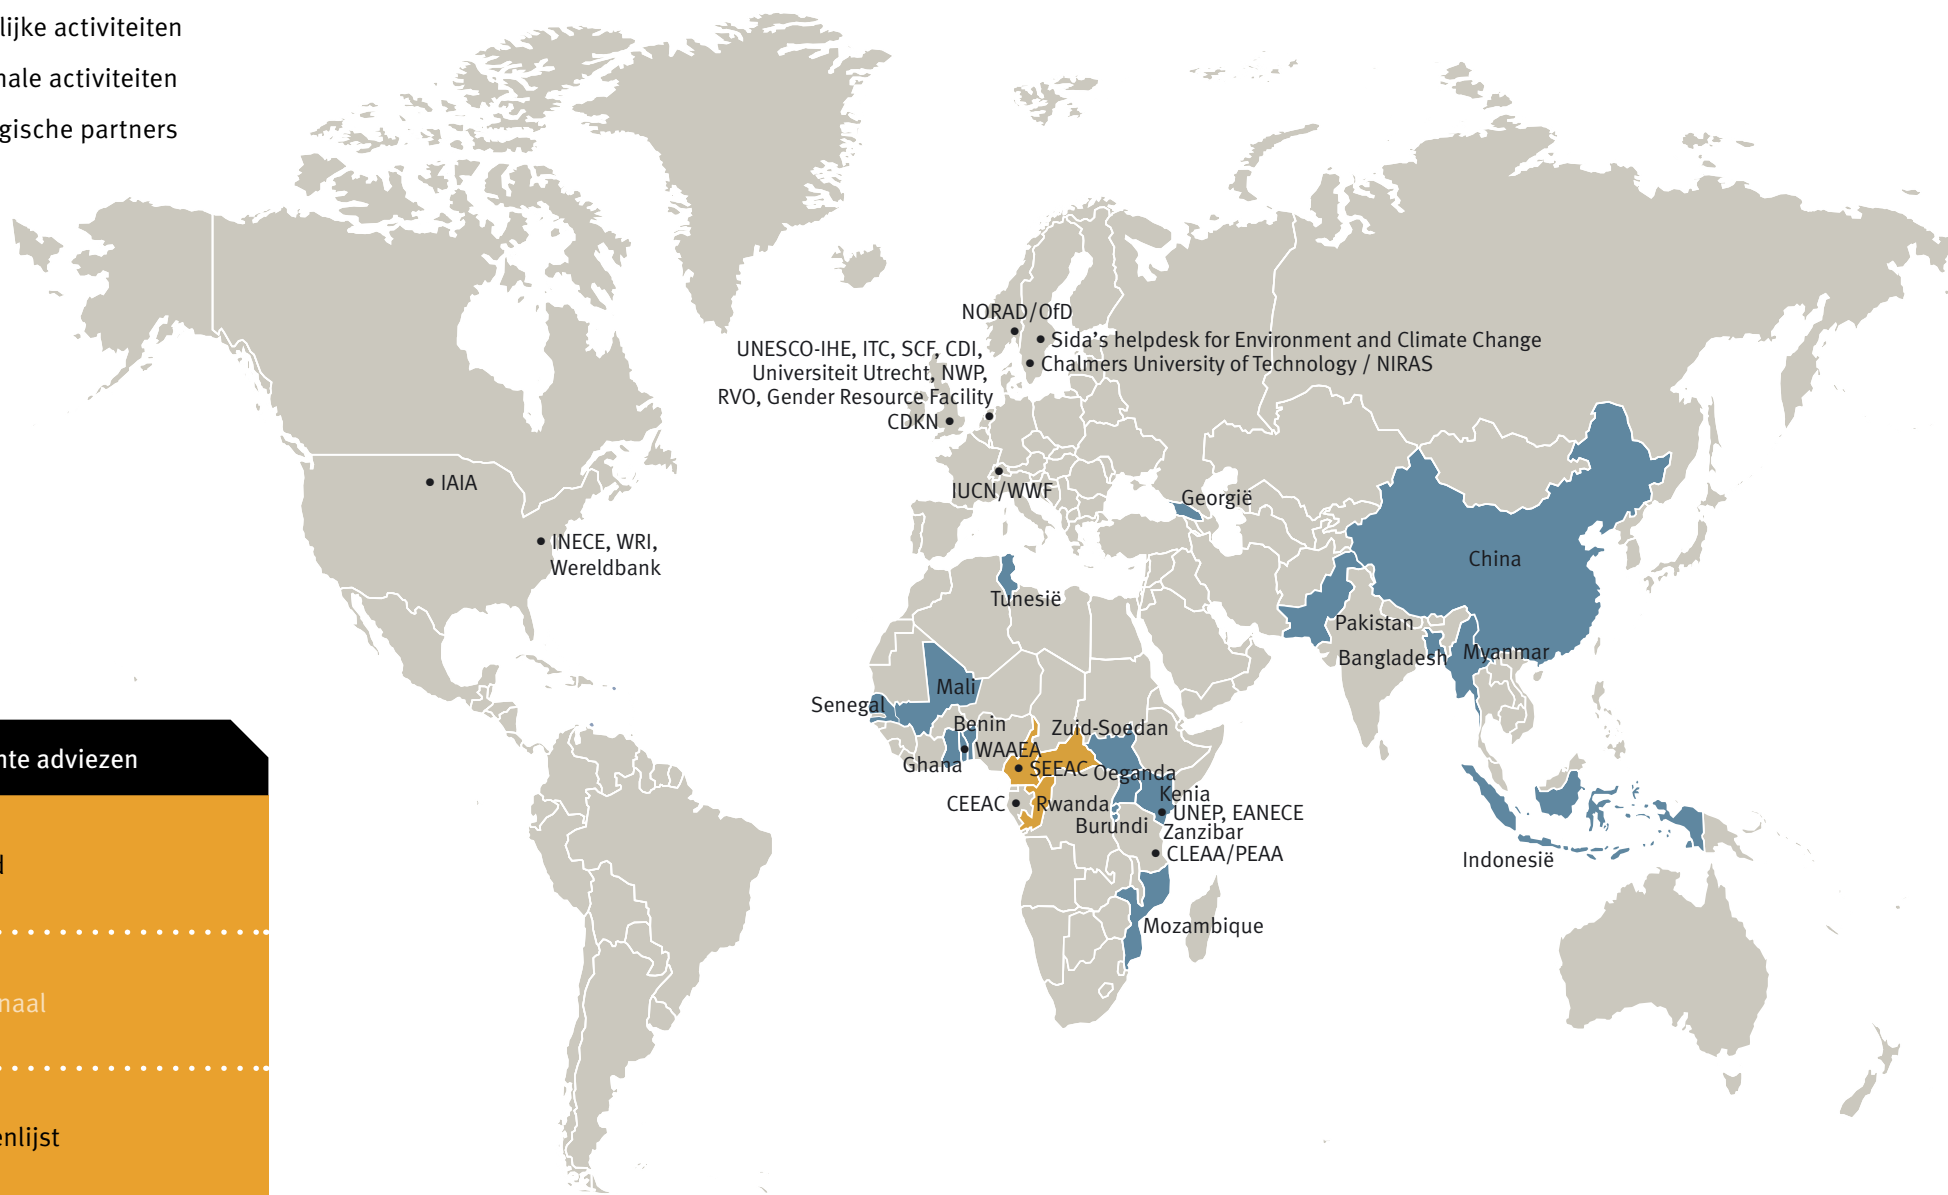 lijke activiteiten
nale activiteiten
gische partners
NORAD/OfD
Sida's helpdesk for Environment and Climate Change
UNESCO-IHE, ITC, SCF, CDI,
Universiteit Utrecht, NWP,
RVO, Gender Resource Facility
Chalmers University of Technology / NIRAS
CDKN
IAIA
IUCN/WWF
Georgië
INECE, WRI,
Wereldbank
China
Tunesië
Pakistan
Bangladesh
Myanmar
Mali
Senegal
Benin
Zuid-Soedan
WAAEA
Ghana
SEEAC
Oeganda
Kenia
CEEAC
Rwanda
UNEP, EANECE
Burundi
Zanzibar
CLEAA/PEAA
Indonesië
Mozambique
nte adviezen
d
naal
enlijst